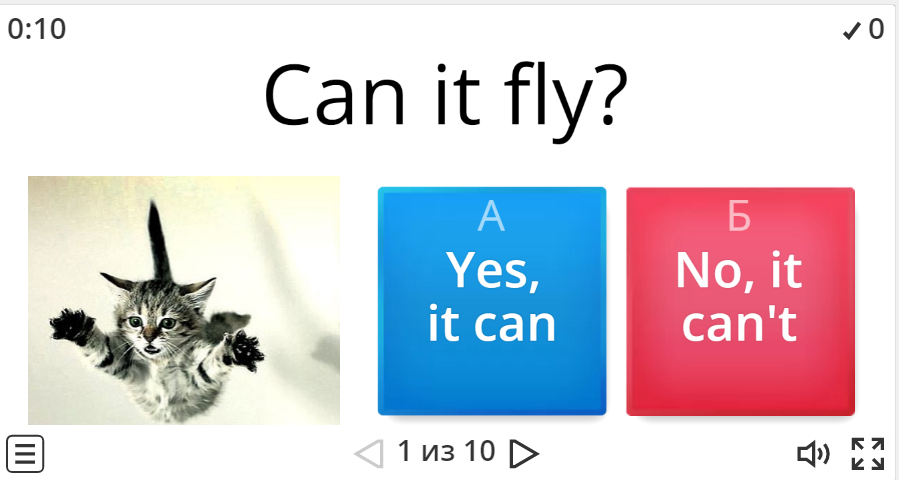 0:10
✓ 0
Can it fly?
А
Yes,
it can
Б
No, it
can't
1 из 10